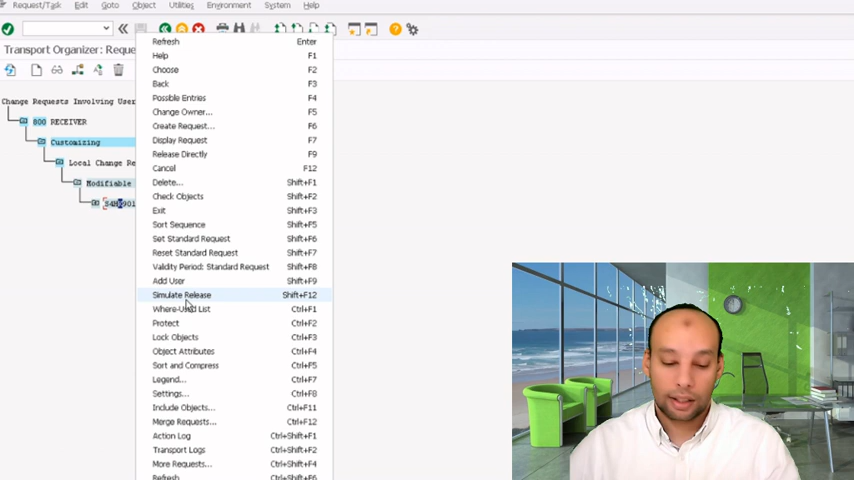 Request/Task Edit Goto Utilities Environment System Help
Transport Organizer: Reque
Change Requests Involving User
800 RECEIVER
Customizing
Local Change Re
Modifiable
Refresh Enter
Help F1
Choose F2
Back F3
Possible Entries F4
Change Owner... F5
Create Request... F6
Display Request F7
Release Directly F9
Cancel F12
Delete... Shift+F1
Check Objects Shift+F2
Exit Shift+F3
Sort Sequence Shift+F5
Set Standard Request Shift+F6
Reset Standard Request Shift+F7
Validity Period: Standard Request Shift+F8
Add User Shift+F9
Simulate Release Shift+F12
Where-Used List Ctrl+F1
Protect Ctrl+F2
Lock Objects Ctrl+F3
Object Attributes Ctrl+F4
Sort and Compress Ctrl+F5
Legend... Ctrl+F7
Settings... Ctrl+F8
Include Objects... Ctrl+F11
Merge Requests... Ctrl+F12
Action Log Ctrl+Shift+F1
Transport Logs Ctrl+Shift+F2
More Requests... Ctrl+Shift+F4
Refresh Ctrl+Shift+F6